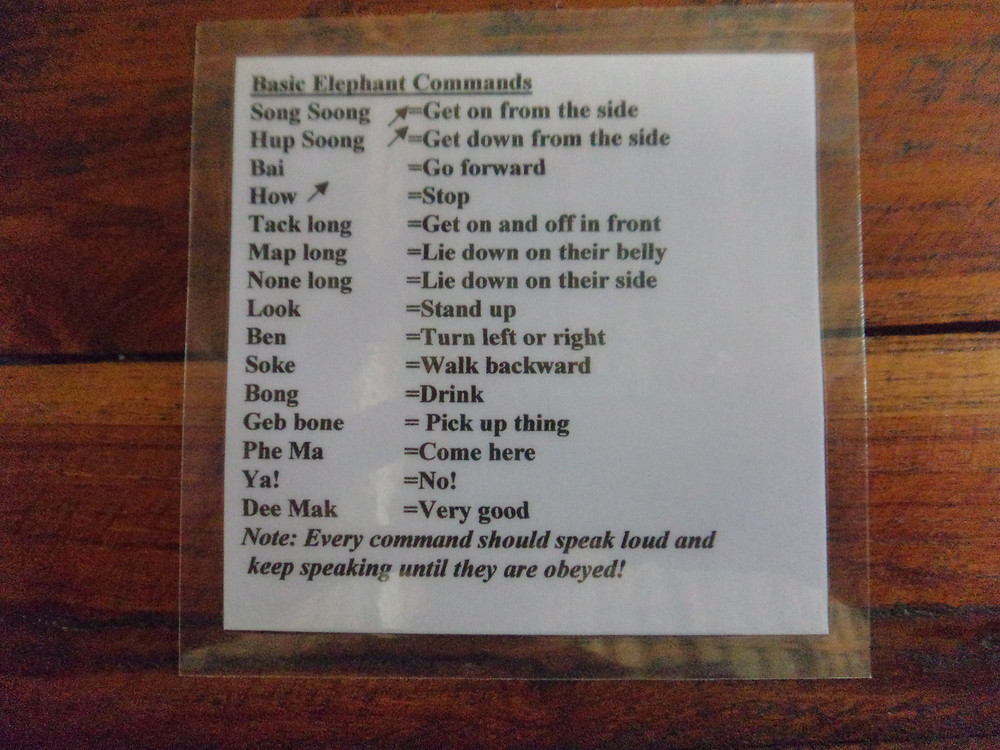 Basic Elephant Commands
Song Soong ↗=Get on from the side
Hup Soong ↗=Get down from the side
Bai =Go forward
How ↗ =Stop
Tack long =Get on and off in front
Map long =Lie down on their belly
None long =Lie down on their side
Look =Stand up
Ben =Turn left or right
Soke =Walk backward
Bong =Drink
Geb bone = Pick up thing
Phe Ma =Come here
Ya! =No!
Dee Mak =Very good
Note: Every command should speak loud and
keep speaking until they are obeyed!